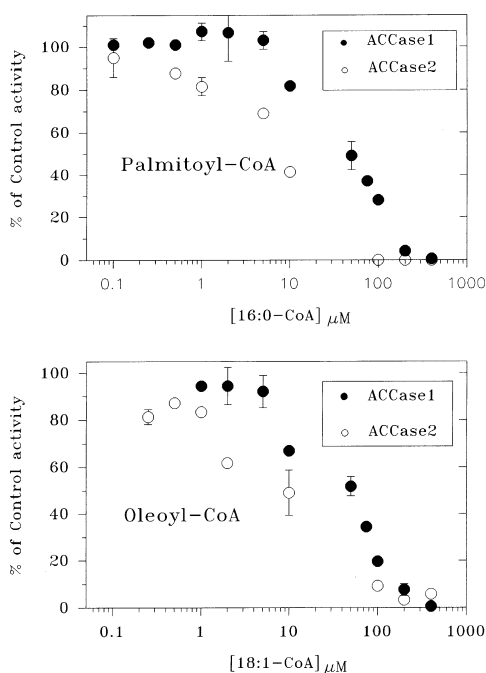 % of Control activity
100
80
60
40
20
0
ACCase1
ACCase2
Palmitoyl-CoA
0.1 1 10 100 1000
[16:0-CoA] μM
% of Control activity
100
80
60
40
20
0
ACCase1
ACCase2
Oleoyl-CoA
0.1 1 10 100 1000
[18:1-CoA] μM